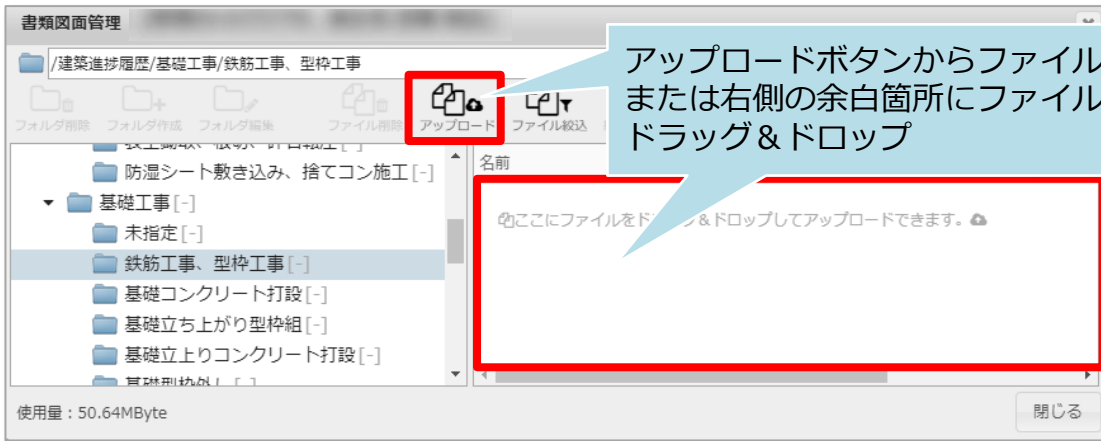 書類図面管理
/建築進捗履歴/基礎工事/鉄筋工事、型枠工事
アップロードボタンからファイル
または右側の余白箇所にファイル
ドラッグ＆ドロップ
フォルダ削除 フォルダ作成 フォルダ編集 ファイル削除 アップロード ファイル絞込
防湿シート敷き込み、捨てコン施工[-]
基礎工事[-]
未指定[-]
鉄筋工事、型枠工事[-]
基礎コンクリート打設[-]
基礎立ち上がり型枠組[-]
基礎立上りコンクリート打設[-]
名前
ここにファイルをドラッグ＆ドロップしてアップロードできます。
使用量：50.64MByte
閉じる